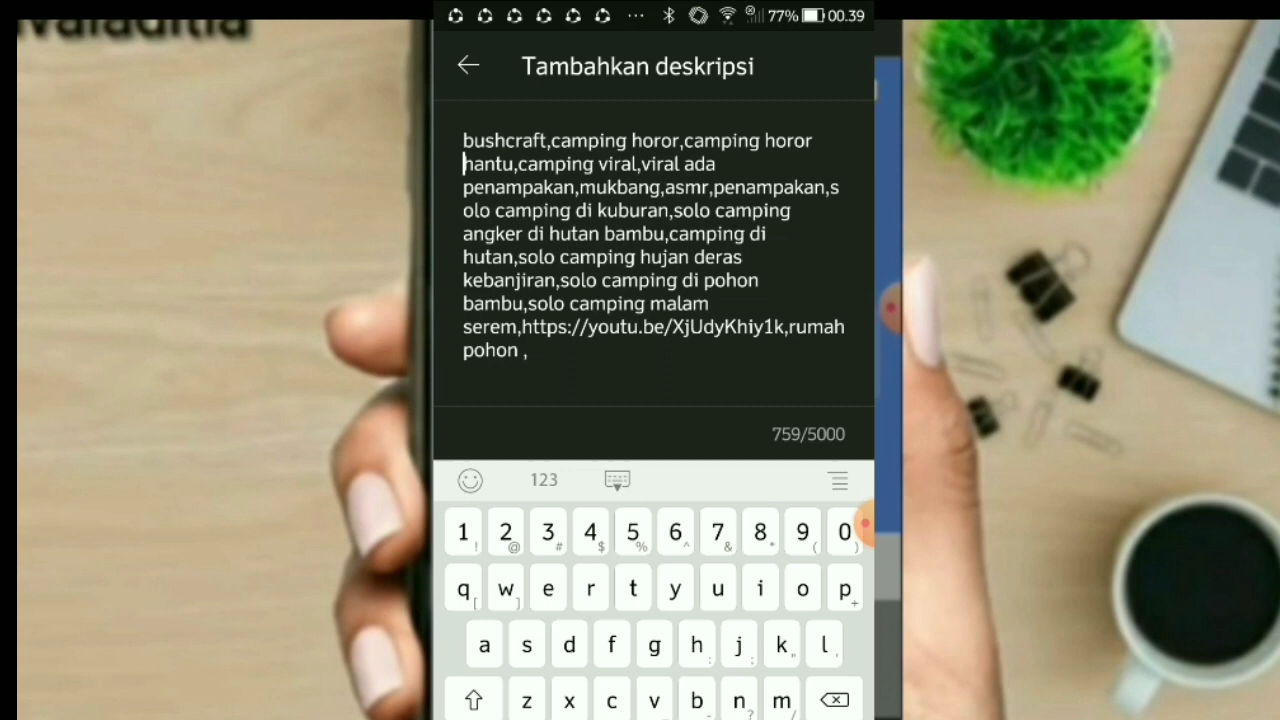 77% 00.39
Tambahkan deskripsi
bushcraft,camping horor,camping horor
hantu,camping viral,viral ada
penampakan,mukbang,asmr,penampakan,s
olo camping di kuburan,solo camping
angker di hutan bambu,camping di
hutan,solo camping hujan deras
kebanjiran,solo camping di pohon
bambu,solo camping malam
serem,https://youtu.be/XjUdyKhiy1k,rumah
pohon ,
759/5000
123
1 ! 2 @ 3 # 4 $ 5 % 6 ^ 7 & 8 * 9 ( 0 )
q [ w ] e r t y u i o p +
a s d f g h : j ; k " l ,
z x c v _ b - n ? m /